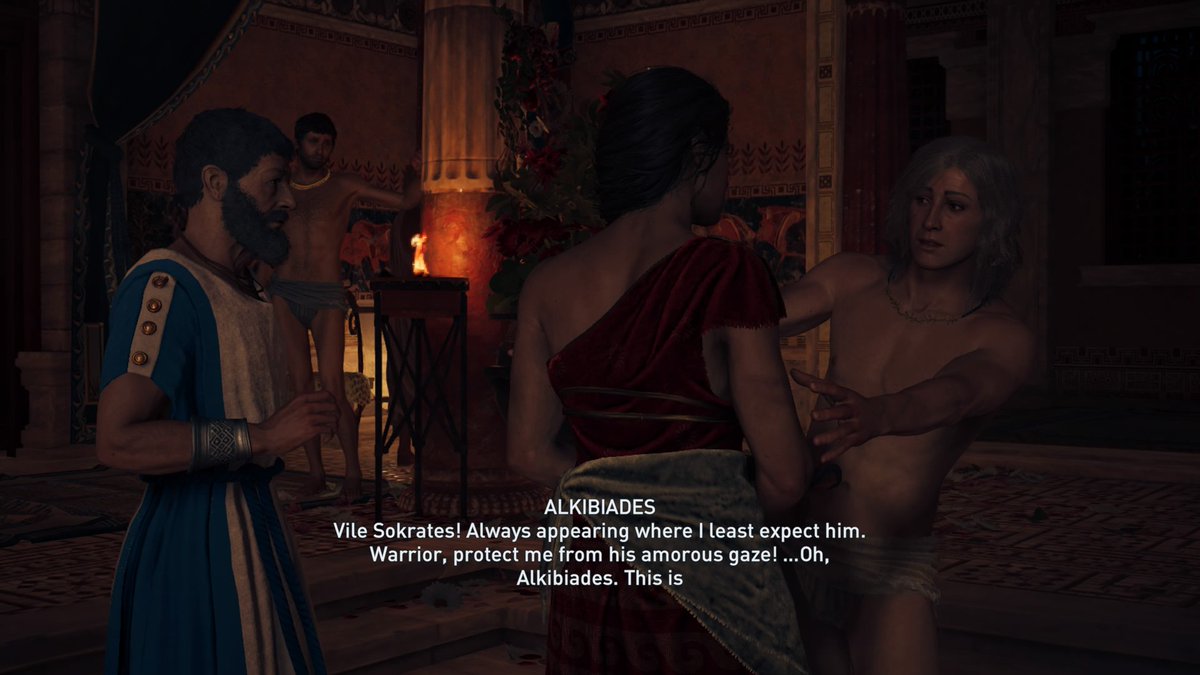 ALKIBIADES
Vile Sokrates! Always appearing where I least expect him.
Warrior, protect me from his amorous gaze! ...Oh,
Alkibiades. This is